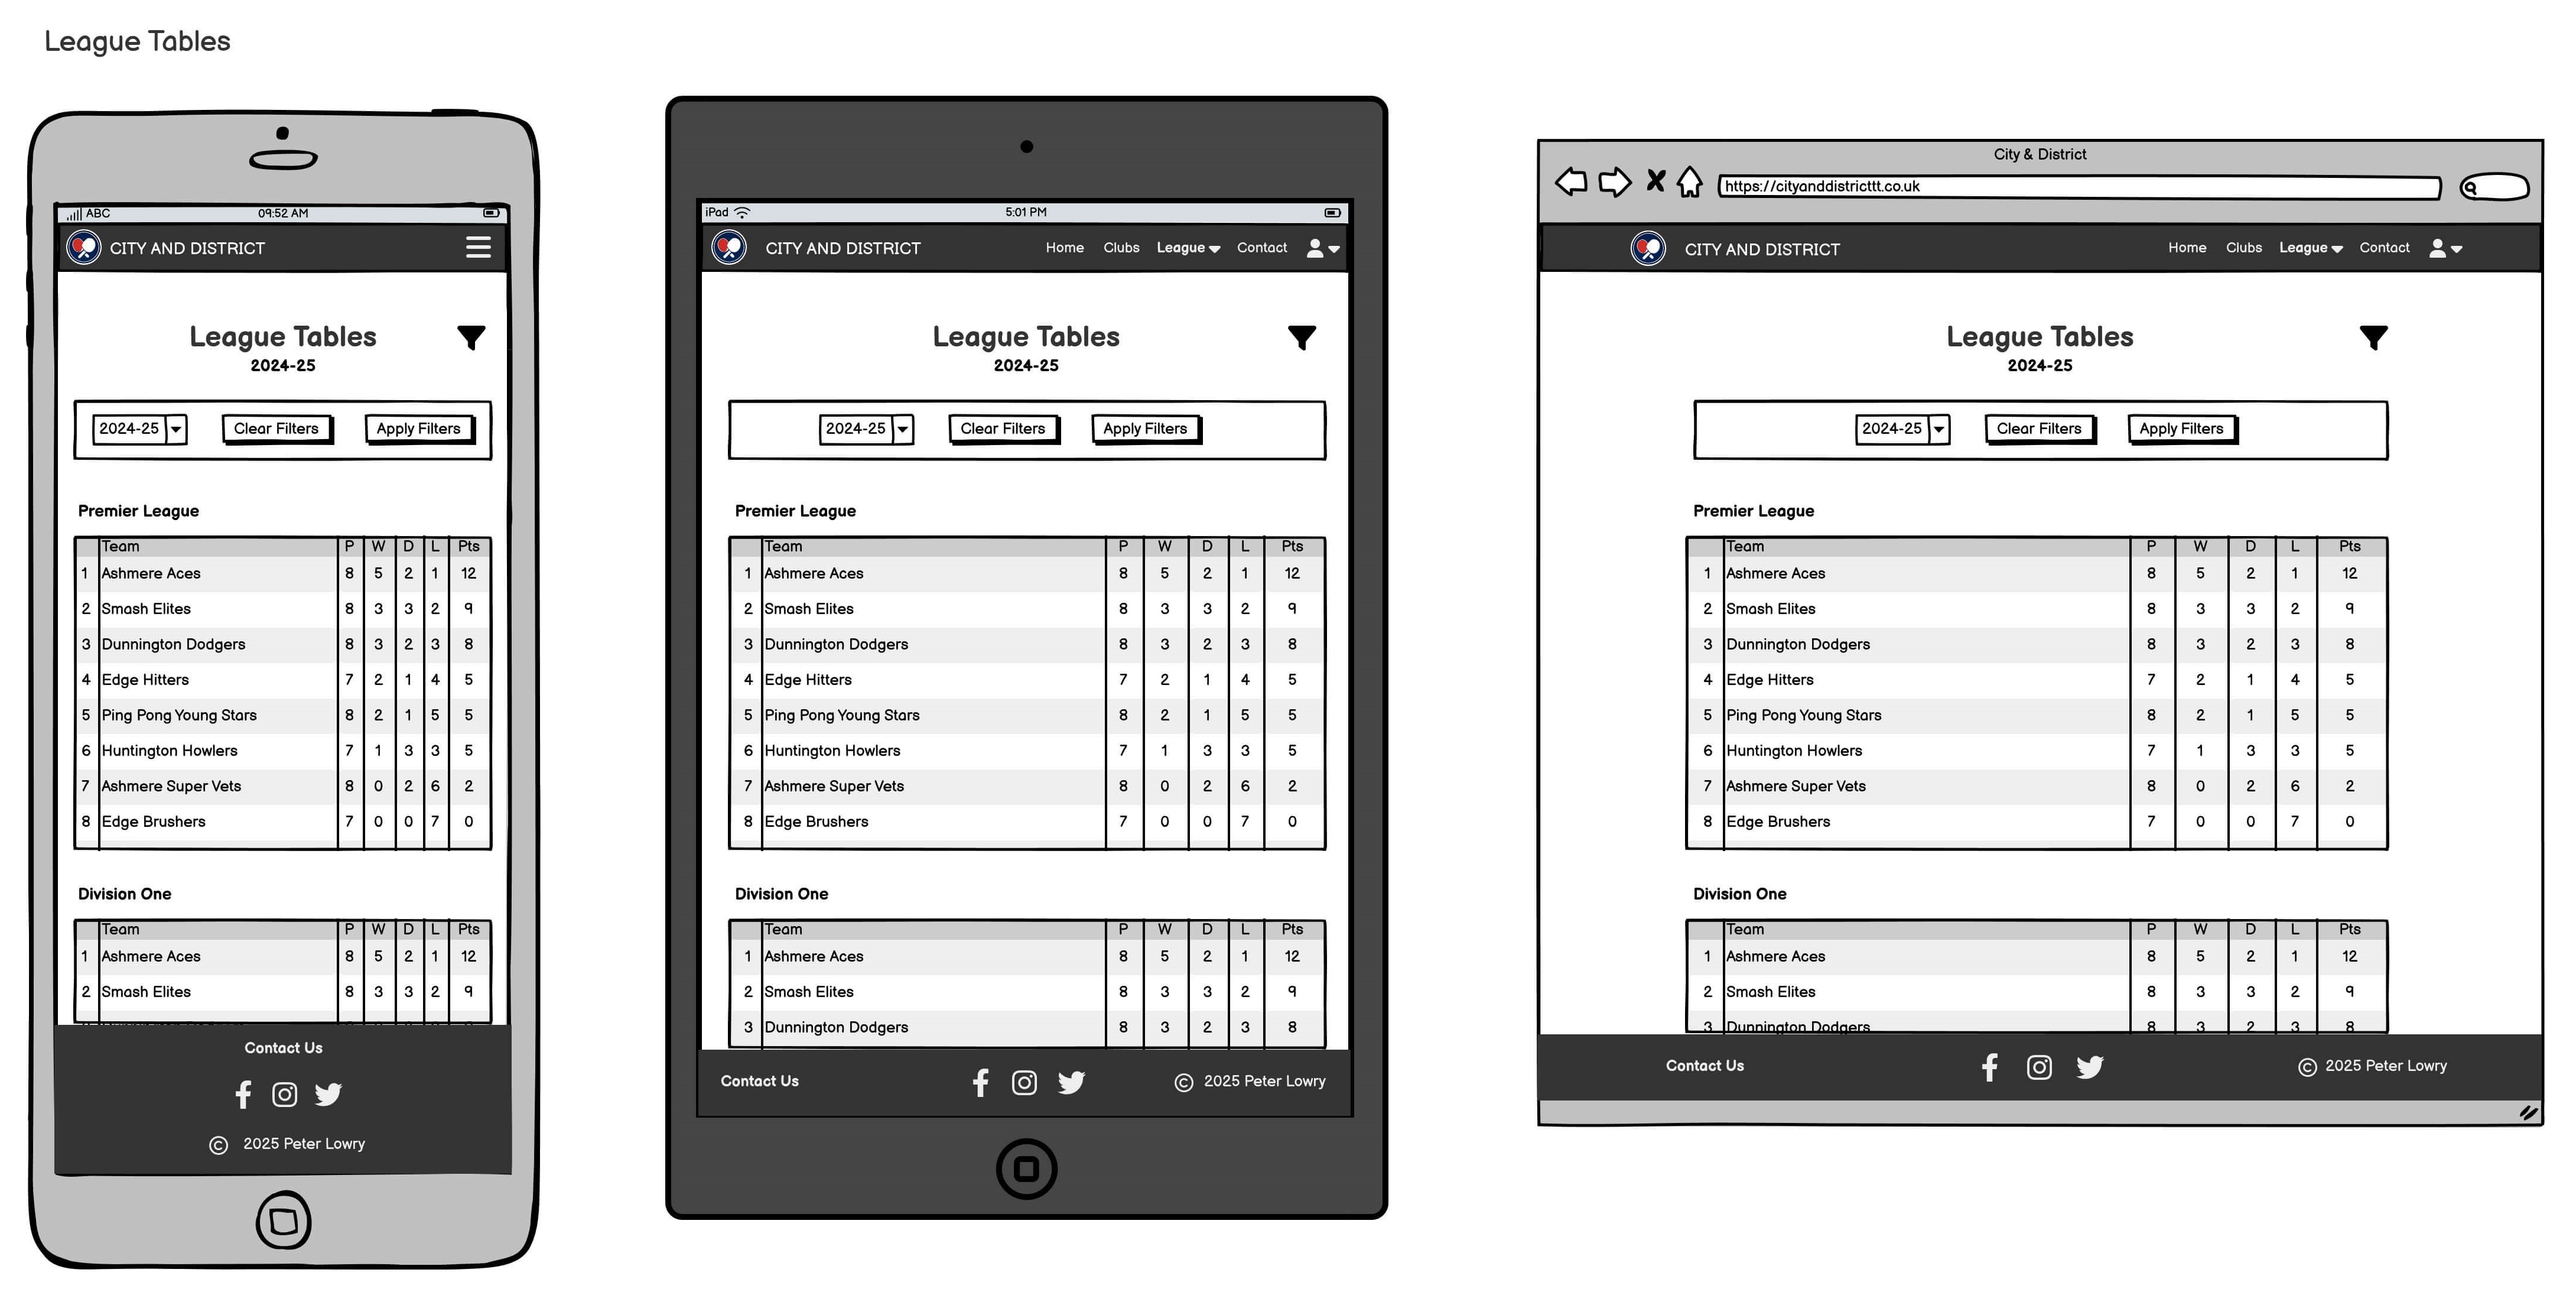 League Tables
ABC 09:52 AM
CITY AND DISTRICT
League Tables
2024-25
2024-25 Clear Filters Apply Filters
Premier League
Team P W D L Pts
1 Ashmere Aces 8 5 2 1 12
2 Smash Elites 8 3 3 2 9
3 Dunnington Dodgers 8 3 2 3 8
4 Edge Hitters 7 2 1 4 5
5 Ping Pong Young Stars 8 2 1 5 5
6 Huntington Howlers 7 1 3 3 5
7 Ashmere Super Vets 8 0 2 6 2
8 Edge Brushers 7 0 0 7 0
Division One
Team P W D L Pts
1 Ashmere Aces 8 5 2 1 12
2 Smash Elites 8 3 3 2 9
Contact Us
© 2025 Peter Lowry
iPad 5:01 PM
CITY AND DISTRICT Home Clubs League Contact
League Tables
2024-25
2024-25 Clear Filters Apply Filters
Premier League
Team P W D L Pts
1 Ashmere Aces 8 5 2 1 12
2 Smash Elites 8 3 3 2 9
3 Dunnington Dodgers 8 3 2 3 8
4 Edge Hitters 7 2 1 4 5
5 Ping Pong Young Stars 8 2 1 5 5
6 Huntington Howlers 7 1 3 3 5
7 Ashmere Super Vets 8 0 2 6 2
8 Edge Brushers 7 0 0 7 0
Division One
Team P W D L Pts
1 Ashmere Aces 8 5 2 1 12
2 Smash Elites 8 3 3 2 9
3 Dunnington Dodgers 8 3 2 3 8
Contact Us © 2025 Peter Lowry
City & District
https://cityanddistricttt.co.uk
CITY AND DISTRICT Home Clubs League Contact
League Tables
2024-25
2024-25 Clear Filters Apply Filters
Premier League
Team P W D L Pts
1 Ashmere Aces 8 5 2 1 12
2 Smash Elites 8 3 3 2 9
3 Dunnington Dodgers 8 3 2 3 8
4 Edge Hitters 7 2 1 4 5
5 Ping Pong Young Stars 8 2 1 5 5
6 Huntington Howlers 7 1 3 3 5
7 Ashmere Super Vets 8 0 2 6 2
8 Edge Brushers 7 0 0 7 0
Division One
Team P W D L Pts
1 Ashmere Aces 8 5 2 1 12
2 Smash Elites 8 3 3 2 9
3 Dunnington Dodgers 8 3 2 3 8
Contact Us © 2025 Peter Lowry